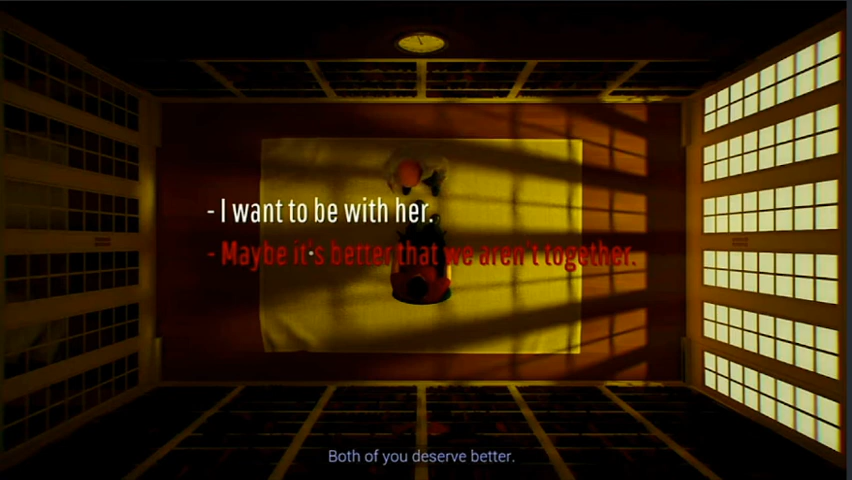 - I want to be with her.
- Maybe it's better that we aren't together.
Both of you deserve better.